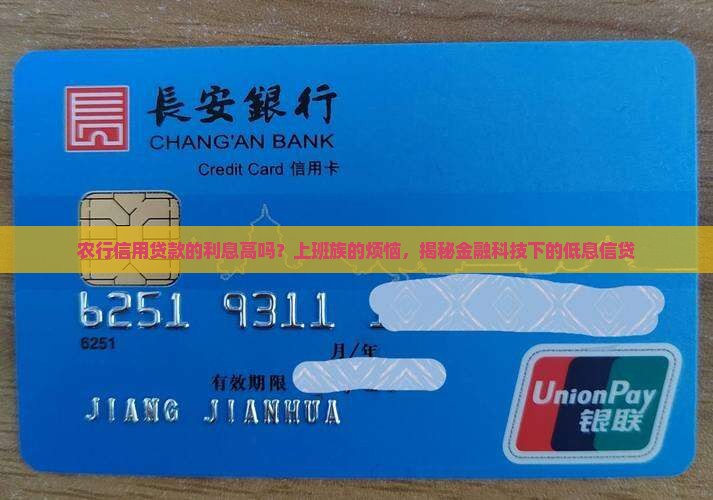 長安銀行
CHANG'AN BANK
Credit Card 信用卡
农行信用贷款的利息高吗？上班族的烦恼，揭秘金融科技下的低息信贷
6251 9311 1
6251
月/年
有效期限
JIANG JIANHUA
UnionPay
银联